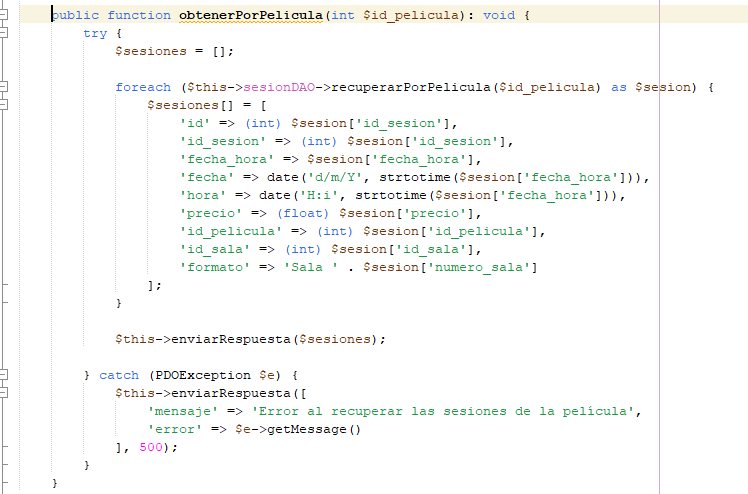 public function obtenerPorPelicula(int $id_pelicula): void {
try {
$sesiones = [];
foreach ($this->sesionDAO->recuperarPorPelicula($id_pelicula) as $sesion) {
$sesiones[] = [
'id' => (int) $sesion['id_sesion'],
'id_sesion' => (int) $sesion['id_sesion'],
'fecha_hora' => $sesion['fecha_hora'],
'fecha' => date('d/m/Y', strtotime($sesion['fecha_hora'])),
'hora' => date('H:i', strtotime($sesion['fecha_hora'])),
'precio' => (float) $sesion['precio'],
'id_pelicula' => (int) $sesion['id_pelicula'],
'id_sala' => (int) $sesion['id_sala'],
'formato' => 'Sala ' . $sesion['numero_sala']
];
}
$this->enviarRespuesta($sesiones);
} catch (PDOException $e) {
$this->enviarRespuesta([
'mensaje' => 'Error al recuperar las sesiones de la película',
'error' => $e->getMessage()
], 500);
}
}